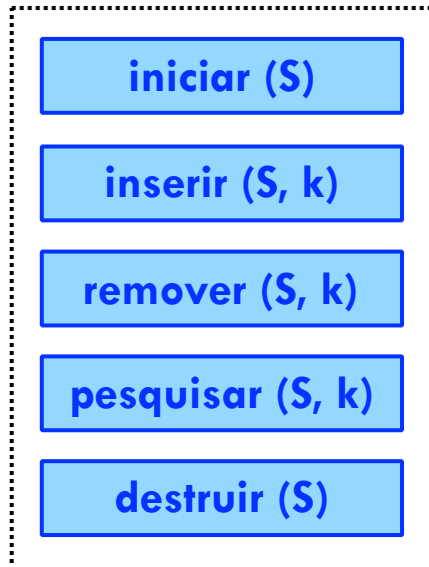 iniciar (S)
inserir (S, k)
remover (S, k)
pesquisar (S, k)
destruir (S)